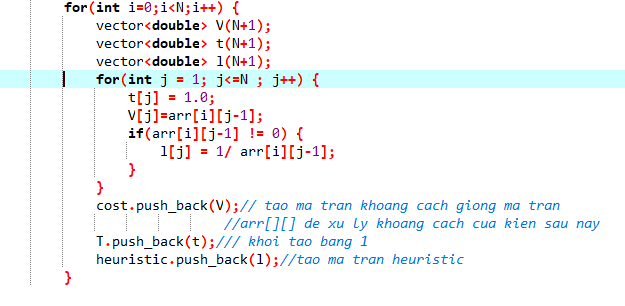 for(int i=0;i<N;i++) {
vector<double> V(N+1);
vector<double> t(N+1);
vector<double> l(N+1);
for(int j = 1; j<=N ; j++) {
t[j] = 1.0;
V[j]=arr[i][j-1];
if(arr[i][j-1] != 0) {
l[j] = 1/ arr[i][j-1];
}
}
cost.push_back(V);// tao ma tran khoang cach giong ma tran
//arr[][] de xu ly khoang cach cua kien sau nay
T.push_back(t);/// khoi tao bang 1
heuristic.push_back(l);//tao ma tran heuristic
}